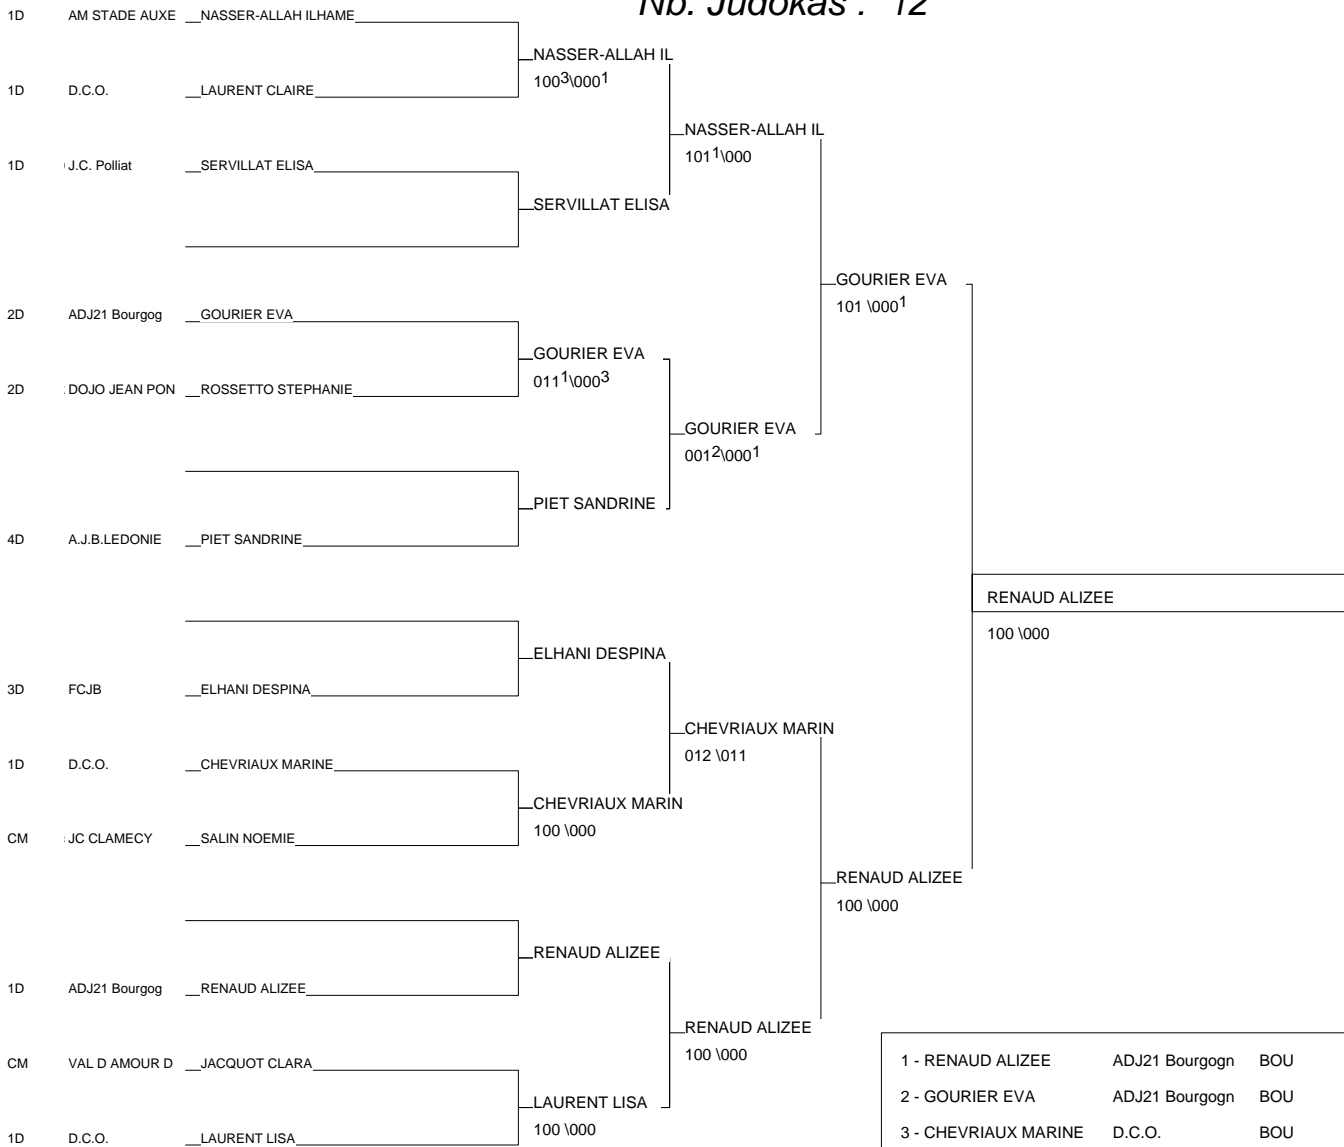 Nb. Judokas : 12
1D AM STADE AUXE NASSER-ALLAH ILHAME
NASSER-ALLAH IL
100³\000¹
1D D.C.O. LAURENT CLAIRE
NASSER-ALLAH IL
101¹\000
1D J.C. Polliat SERVILLAT ELISA
SERVILLAT ELISA
GOURIER EVA
101 \000¹
2D ADJ21 Bourgog GOURIER EVA
GOURIER EVA
011¹\000³
2D DOJO JEAN PON ROSSETTO STEPHANIE
GOURIER EVA
001²\000¹
PIET SANDRINE
4D A.J.B.LEDONIE PIET SANDRINE
RENAUD ALIZEE
100 \000
ELHANI DESPINA
3D FCJB ELHANI DESPINA
CHEVRIAUX MARIN
012 \011
1D D.C.O. CHEVRIAUX MARINE
CHEVRIAUX MARIN
100 \000
CM JC CLAMECY SALIN NOEMIE
RENAUD ALIZEE
100 \000
RENAUD ALIZEE
1D ADJ21 Bourgog RENAUD ALIZEE
RENAUD ALIZEE
100 \000
CM VAL D AMOUR D JACQUOT CLARA
LAURENT LISA
100 \000
1D D.C.O. LAURENT LISA
1 - RENAUD ALIZEE ADJ21 Bourgogn BOU
2 - GOURIER EVA ADJ21 Bourgogn BOU
3 - CHEVRIAUX MARINE D.C.O. BOU